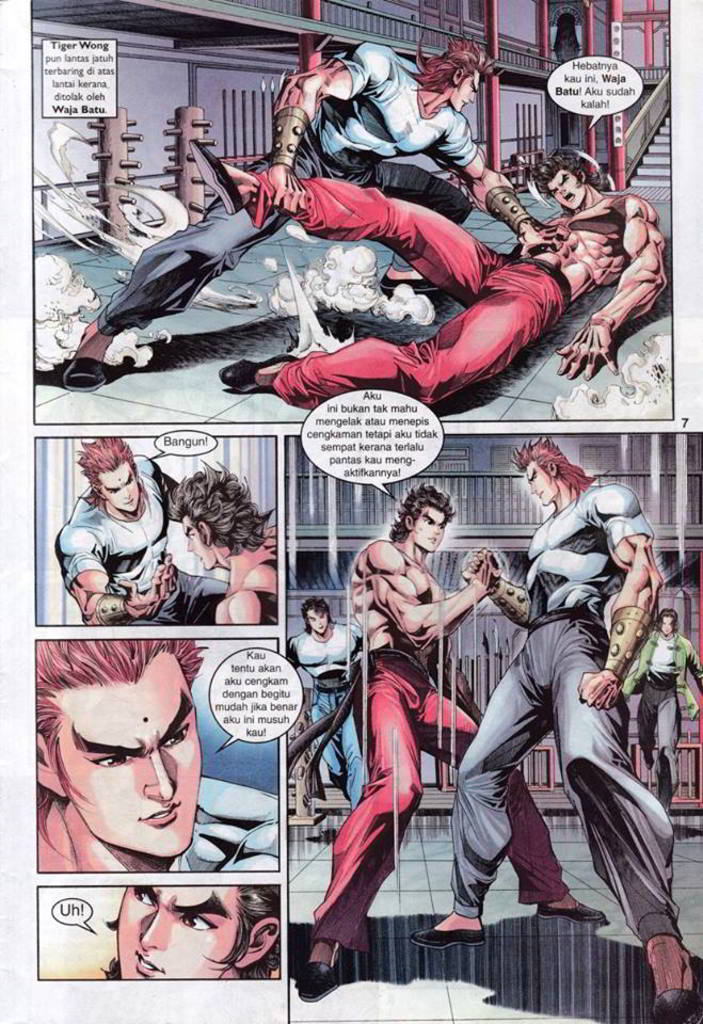 Tiger Wong
pun lantas jatuh
terbaring di atas
lantai kerana,
ditolak oleh
Waja Batu.
Hebatnya
kau ini, Waja
Batu! Aku sudah
kalah!
7
Bangun!
Aku
ini bukan tak mahu
mengelak atau menepis
cengkaman tetapi aku tidak
sempat kerana terlalu
pantas kau meng-
aktifkannya!
Kau
tentu akan
aku cengkam
dengan begitu
mudah jika benar
aku ini musuh
kau!
Uh!